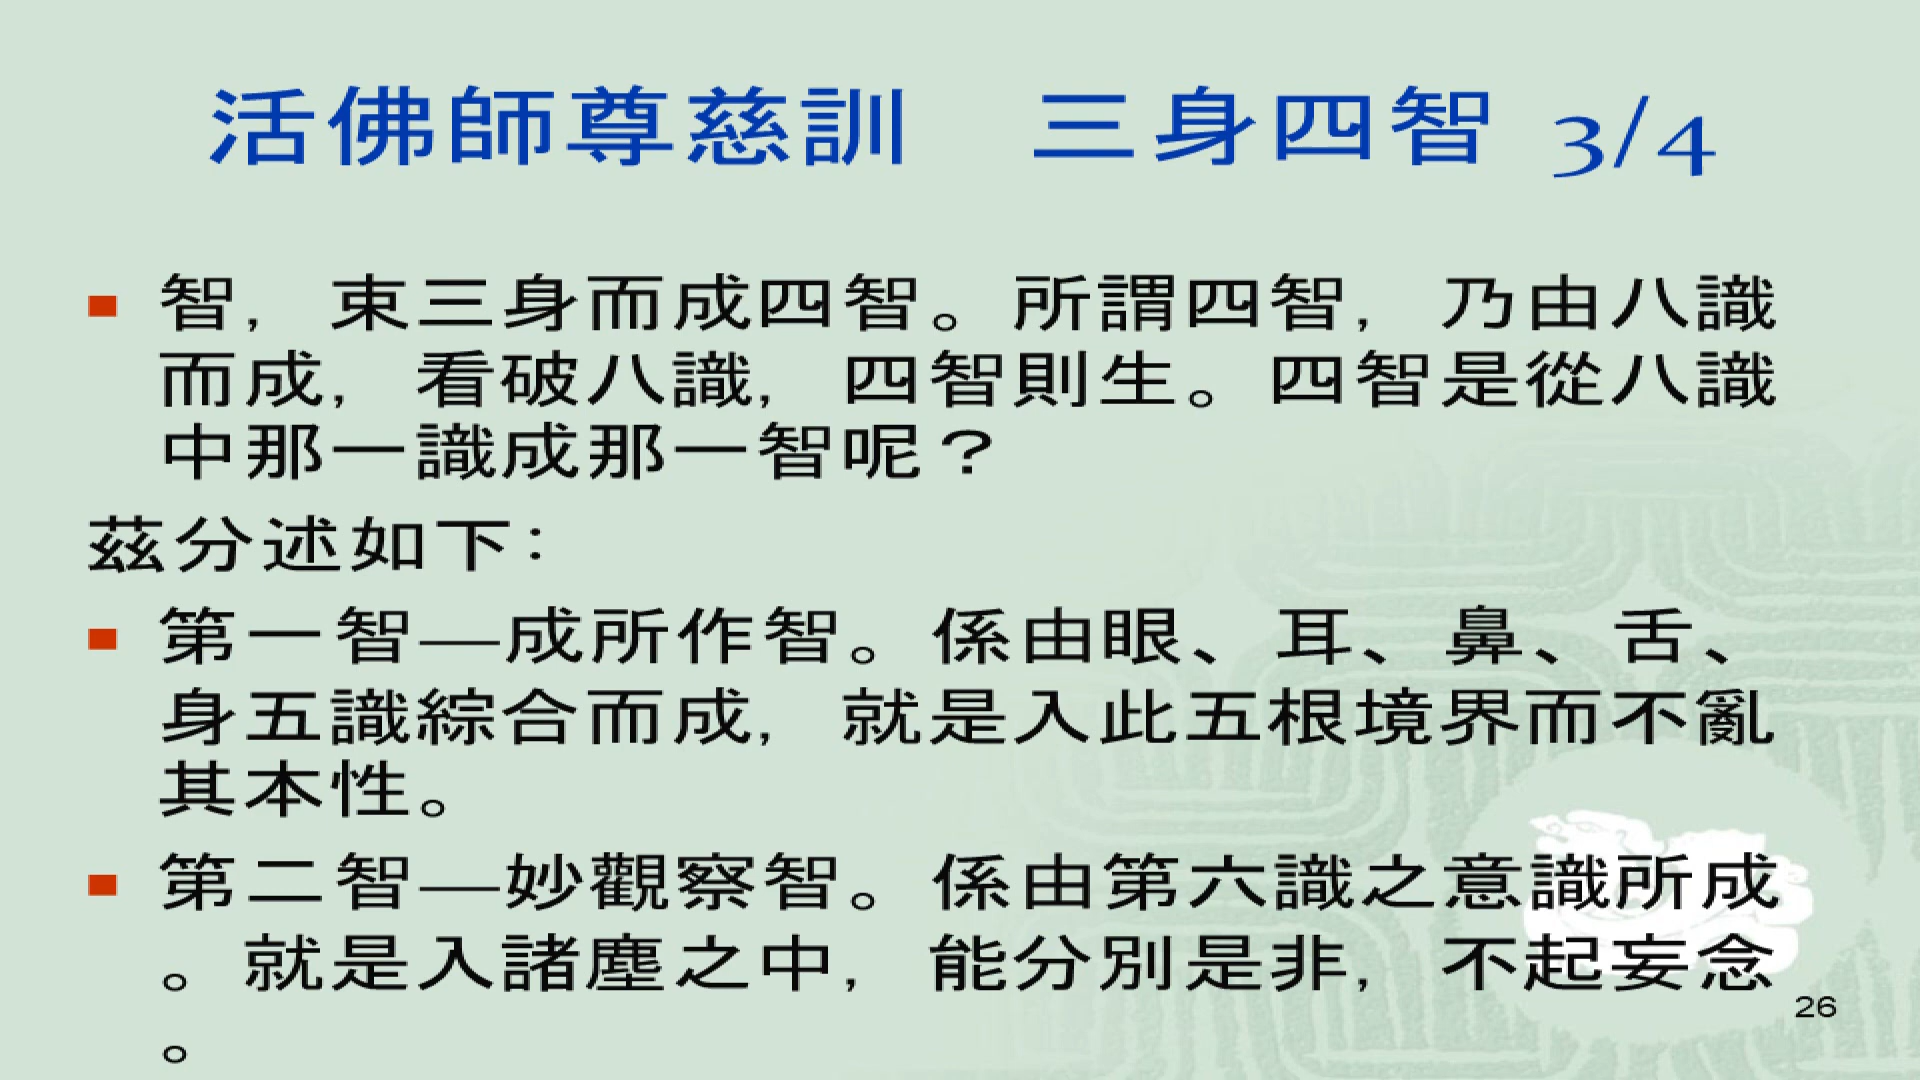 活佛師尊慈訓　三身四智 3/4
智，束三身而成四智。所謂四智，乃由八識
而成，看破八識，四智則生。四智是從八識
中那一識成那一智呢？
茲分述如下：
第一智—成所作智。係由眼、耳、鼻、舌、
身五識綜合而成，就是入此五根境界而不亂
其本性。
第二智—妙觀察智。係由第六識之意識所成
。就是入諸塵之中，能分別是非，不起妄念
。
26